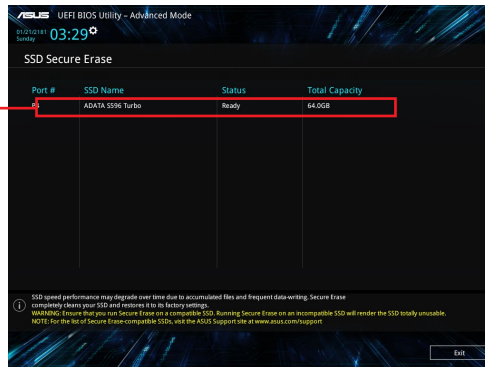 ASUS UEFI BIOS Utility – Advanced Mode
01/21/2181 03:29
Sunday
SSD Secure Erase
Port # SSD Name Status Total Capacity
ADATA S596 Turbo Ready 64.0GB
SSD speed performance may degrade over time due to accumulated files and frequent data-writing. Secure Erase
completely cleans your SSD and restores it to its factory settings.
WARNING: Ensure that you run Secure Erase on a compatible SSD. Running Secure Erase on an incompatible SSD will render the SSD totally unusable.
NOTE: For the list of Secure Erase-compatible SSDs, visit the ASUS Support site at www.asus.com/support
Exit